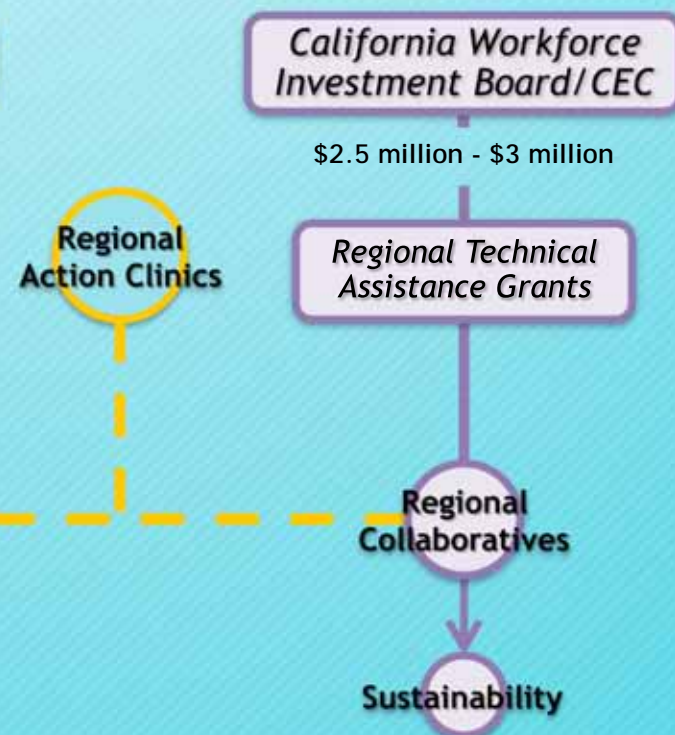 California Workforce
Investment Board/CEC
$2.5 million - $3 million
Regional
Action Clinics
Regional Technical
Assistance Grants
Regional
Collaboratives
Sustainability